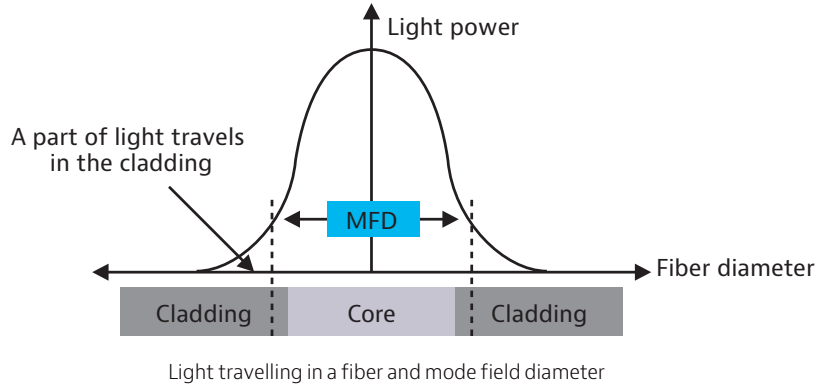 Light power
A part of light travels
in the cladding
MFD
Fiber diameter
Cladding
Core
Cladding
Light travelling in a fiber and mode field diameter